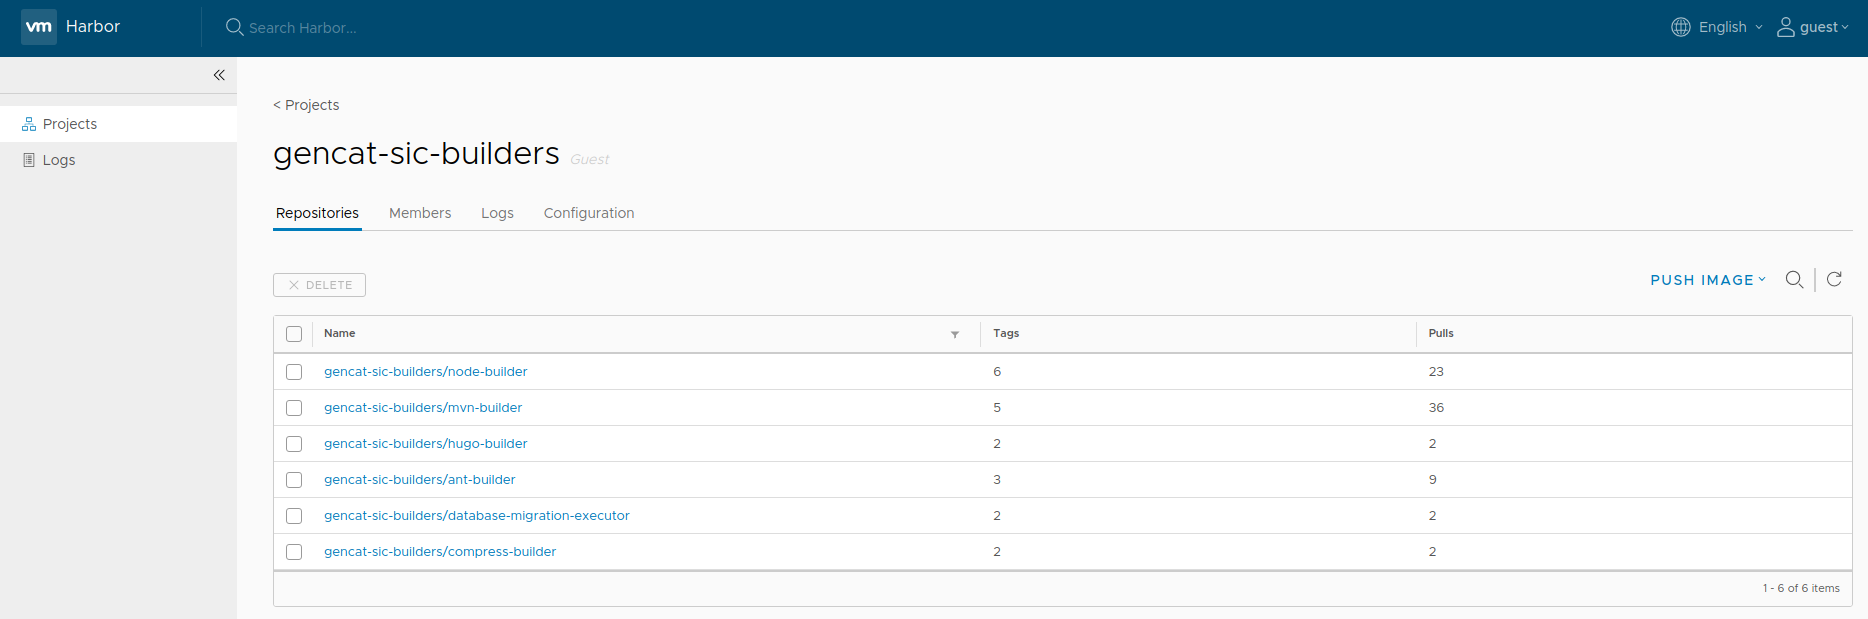 vm Harbor Search Harbor... English guest
Projects
Logs
< Projects
gencat-sic-builders Guest
Repositories Members Logs Configuration
DELETE PUSH IMAGE
Name Tags Pulls
gencat-sic-builders/node-builder 6 23
gencat-sic-builders/mvn-builder 5 36
gencat-sic-builders/hugo-builder 2 2
gencat-sic-builders/ant-builder 3 9
gencat-sic-builders/database-migration-executor 2 2
gencat-sic-builders/compress-builder 2 2
1 - 6 of 6 items